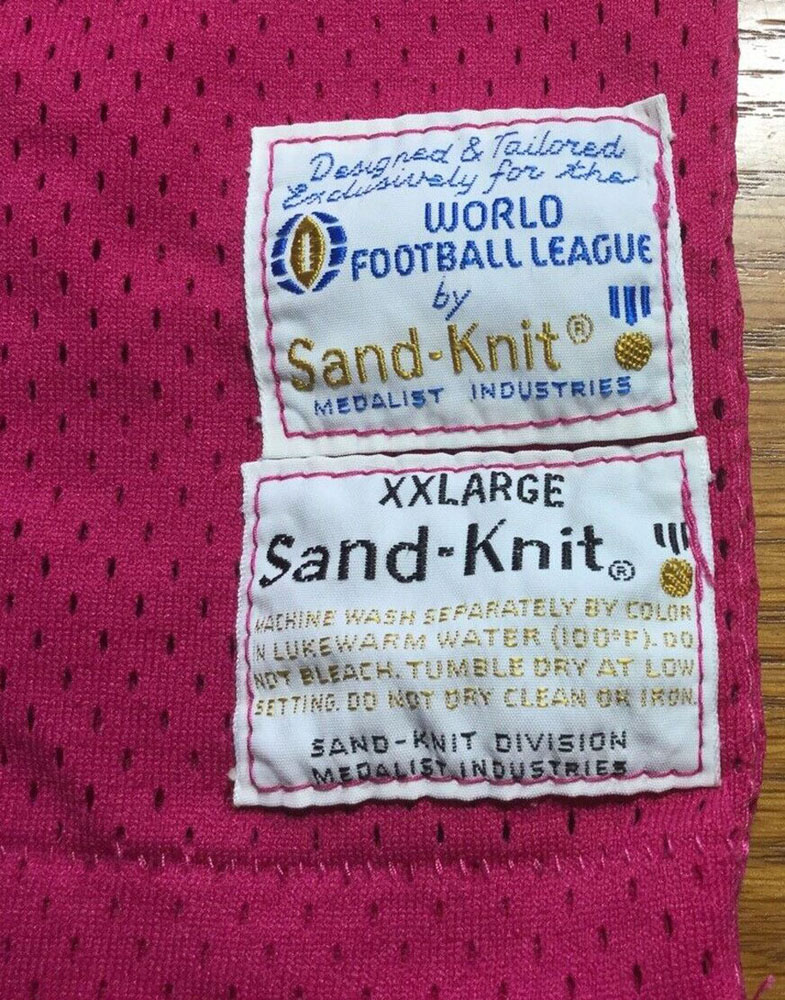 Designed & Tailored
Exclusively for the
WORLD
FOOTBALL LEAGUE
by
Sand-Knit®
MEDALIST INDUSTRIES
XXLARGE
Sand-Knit®
MACHINE WASH SEPARATELY BY COLOR
IN LUKEWARM WATER (100°F). DO
NOT BLEACH. TUMBLE DRY AT LOW
SETTING. DO NOT DRY CLEAN OR IRON.
SAND-KNIT DIVISION
MEDALIST INDUSTRIES